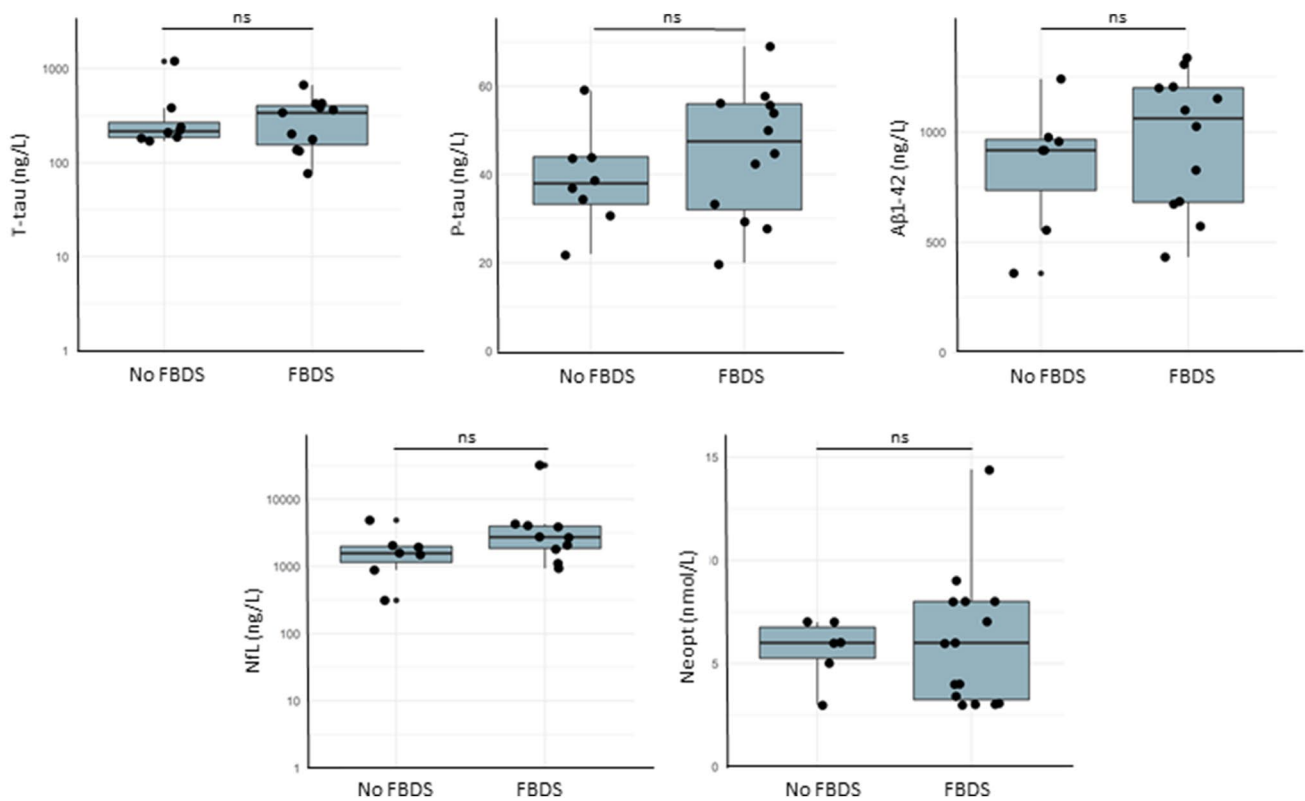 ns
1000
100
10
1
T-tau (ng/L)
No FBDS
FBDS
ns
60
40
20
0
P-tau (ng/L)
No FBDS
FBDS
ns
1000
500
0
Aβ1-42 (ng/L)
No FBDS
FBDS
ns
10000
1000
100
10
1
NfL (ng/L)
No FBDS
FBDS
ns
15
10
5
0
Neopt (nmol/L)
No FBDS
FBDS